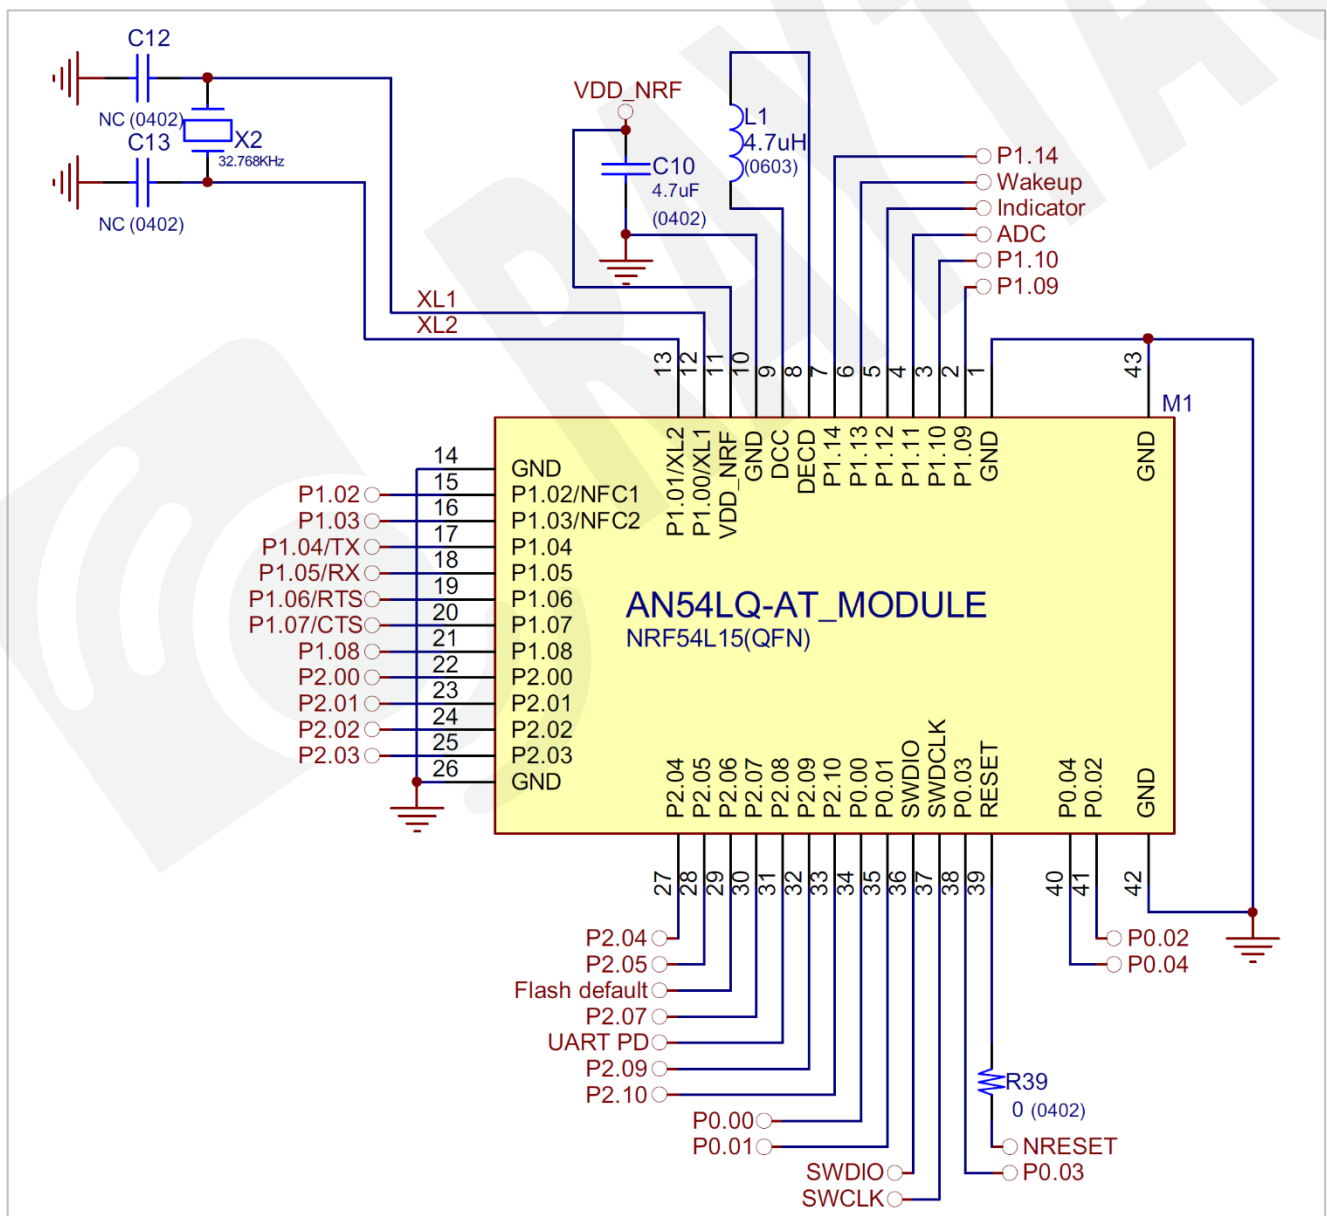 C12
NC (0402)
C13
NC (0402)
X2
32.768KHz
VDD_NRF
C10
4.7uF
(0402)
L1
4.7uH
(0603)
P1.14
Wakeup
Indicator
ADC
P1.10
P1.09
XL1
XL2
13
12
11
10
9
8
7
6
5
4
3
2
1
43
M1
P1.01/XL2
P1.00/XL1
VDD_NRF
GND
DCC
DECD
P1.14
P1.13
P1.12
P1.11
P1.10
P1.09
GND
GND
14 GND
P1.02 15 P1.02/NFC1
P1.03 16 P1.03/NFC2
P1.04/TX 17 P1.04
P1.05/RX 18 P1.05
P1.06/RTS 19 P1.06
P1.07/CTS 20 P1.07
P1.08 21 P1.08
P2.00 22 P2.00
P2.01 23 P2.01
P2.02 24 P2.02
P2.03 25 P2.03
26 GND
AN54LQ-AT_MODULE
NRF54L15(QFN)
P2.04
P2.05
P2.06
P2.07
P2.08
P2.09
P2.10
P0.00
P0.01
SWDIO
SWDCLK
P0.03
RESET
P0.04
P0.02
GND
27
28
29
30
31
32
33
34
35
36
37
38
39
40
41
42
P2.04
P2.05
Flash default
P2.07
UART PD
P2.09
P2.10
P0.00
P0.01
SWDIO
SWCLK
P0.02
P0.04
R39
0 (0402)
NRESET
P0.03
RAYTAC